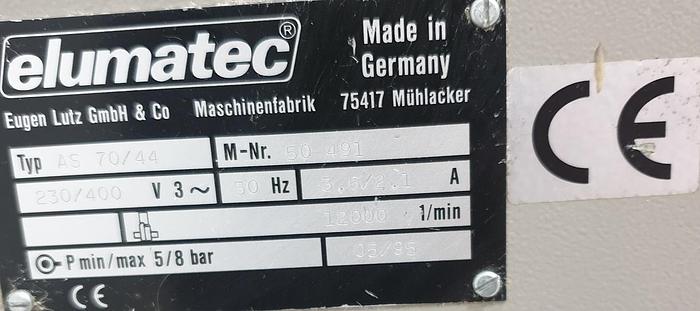 elumatec®
Made in
Germany
Eugen Lutz GmbH & Co Maschinenfabrik 75417 Mühlacker
Typ AS 70/44 M-Nr. 50 491
230/400 V 3~ 50 Hz 3.6/2.1 A
12000 1/min
P min/max 5/8 bar 05/95
CE
CE